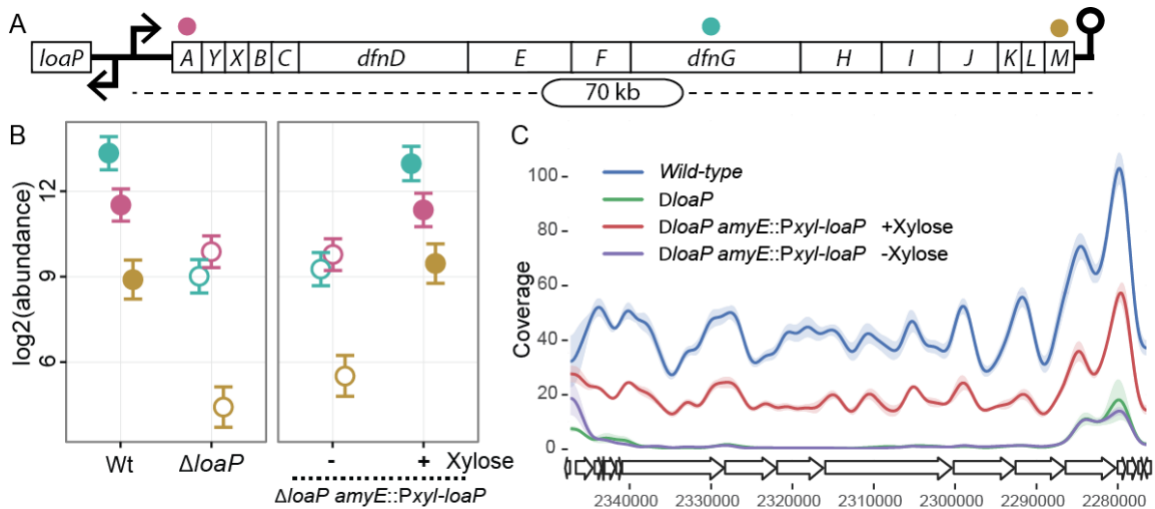 A
loaP A Y X B C dfnD E F dfnG H I J K L M
70 kb
B
log2(abundance)
12
9
6
Wt ΔloaP
- + Xylose
ΔloaP amyE::Pxyl-loaP
C
Wild-type
DloaP
DloaP amyE::Pxyl-loaP +Xylose
DloaP amyE::Pxyl-loaP -Xylose
Coverage
100
80
60
40
20
0
2340000 2330000 2320000 2310000 2300000 2290000 2280000